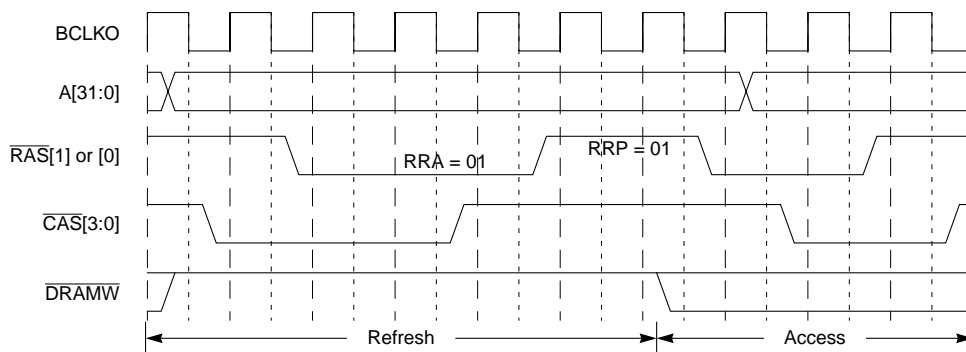 BCLKO
A[31:0]
RAS[1] or [0]
RRA = 01
RRP = 01
CAS[3:0]
DRAMW
Refresh
Access